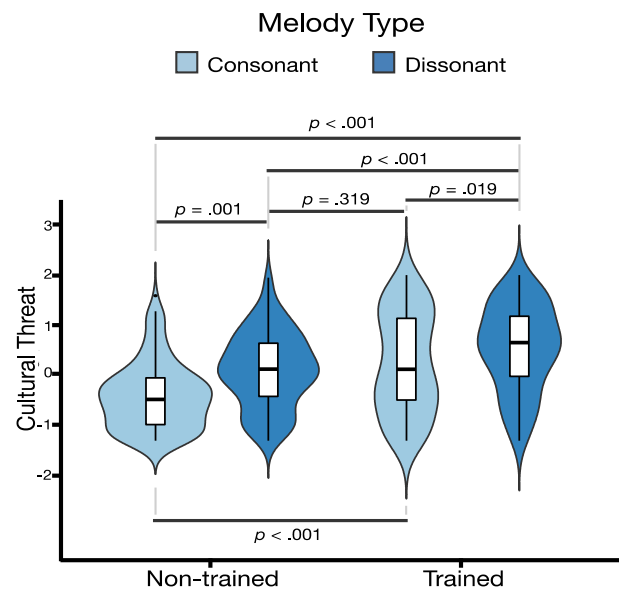 Melody Type
Consonant Dissonant
p < .001
p < .001
p = .001 p = .319 p = .019
3
2
1
0
-1
-2
Cultural Threat
p < .001
Non-trained Trained